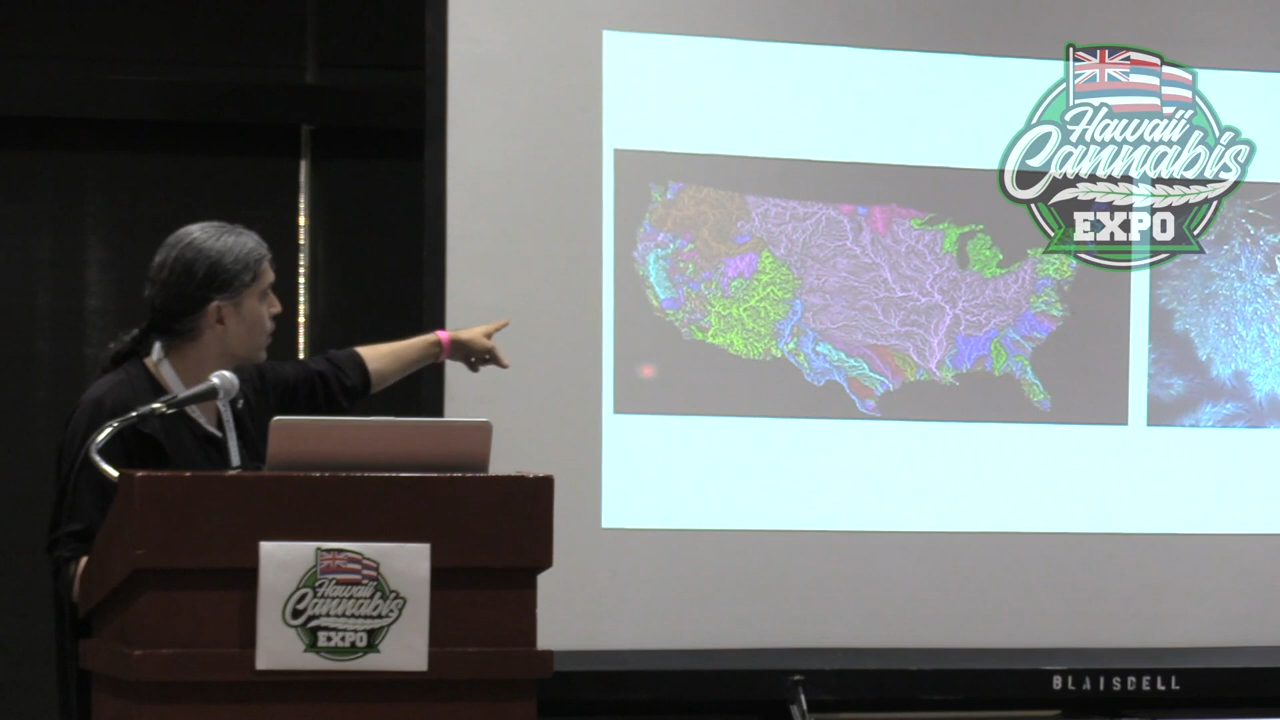 Hawaii
Cannabis
EXPO
Hawaii
Cannabis
EXPO
BLAISDELL